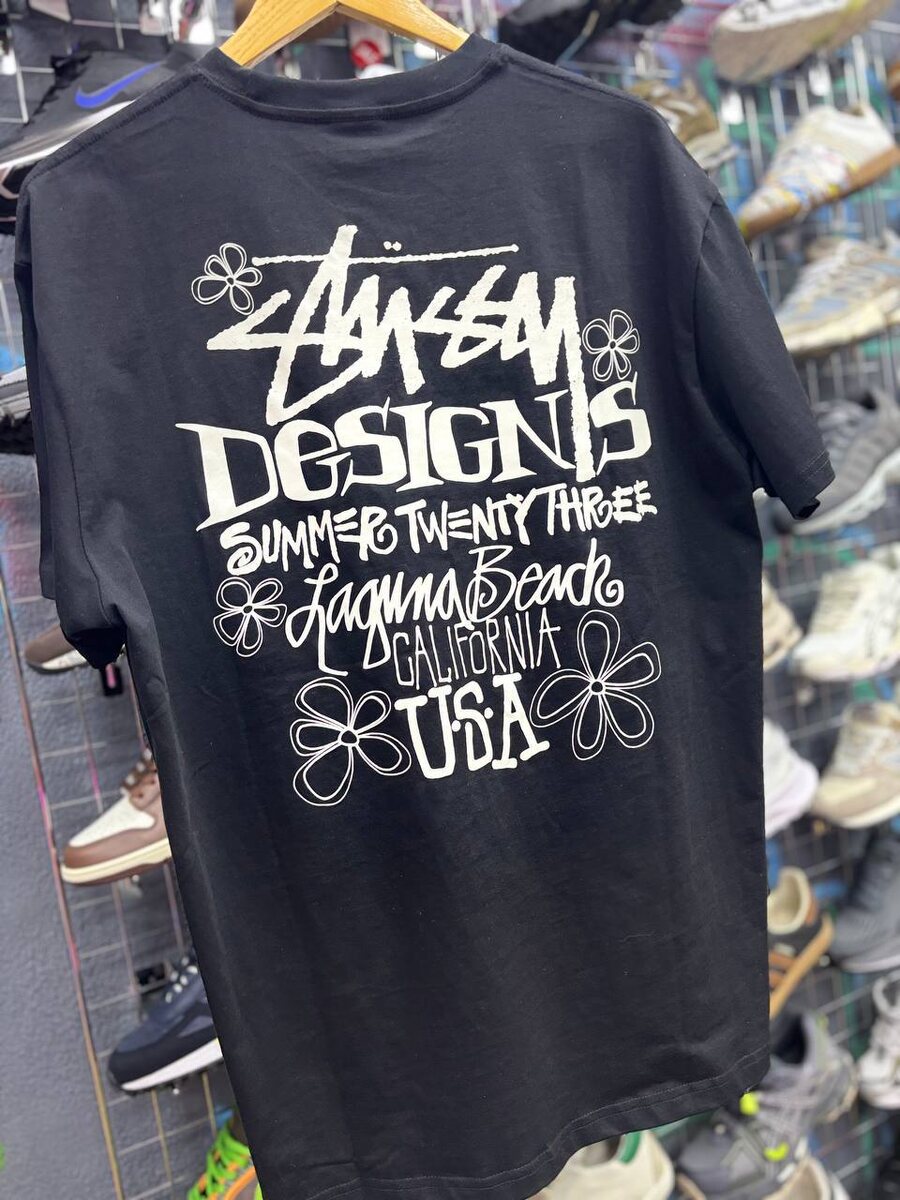 Stüssy
DESIGNS
SUMMER TWENTY THREE
Laguna Beach
CALIFORNIA
U.S.A